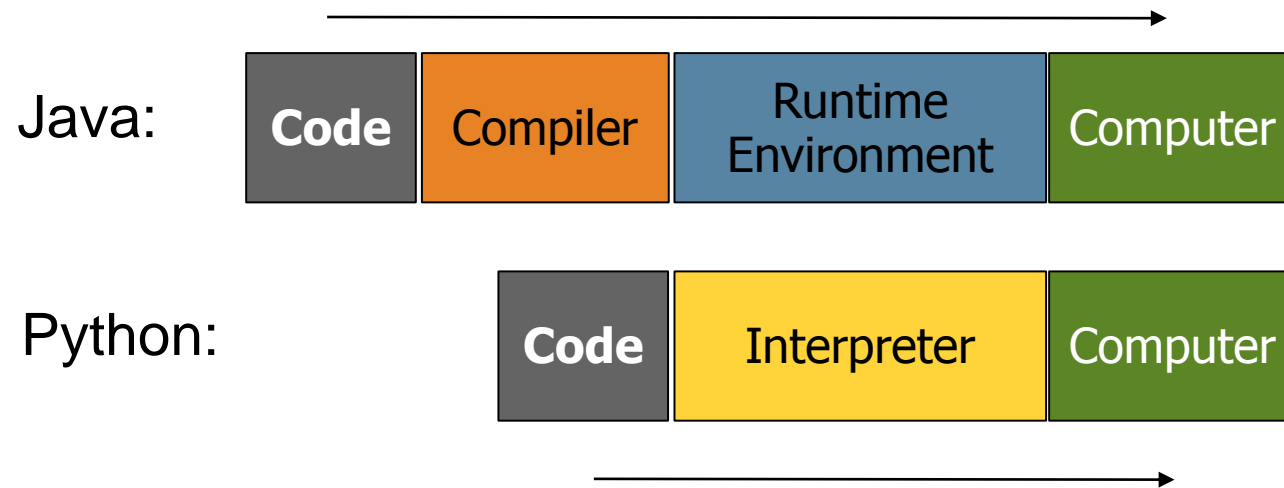 Java:
Code
Compiler
Runtime
Environment
Computer
Python:
Code
Interpreter
Computer